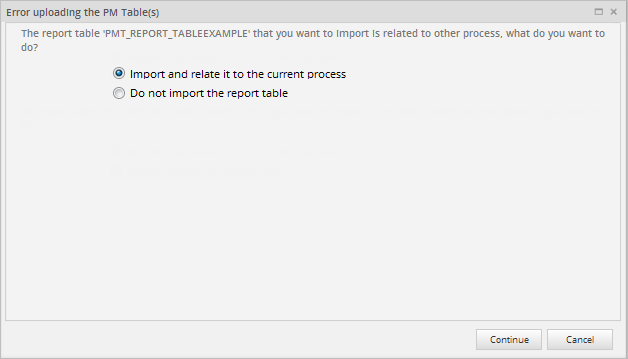 Error uploading the PM Table(s)
The report table 'PMT_REPORT_TABLEEXAMPLE' that you want to import is related to other process, what do you want to
do?
Import and relate it to the current process
Do not import the report table
Continue Cancel